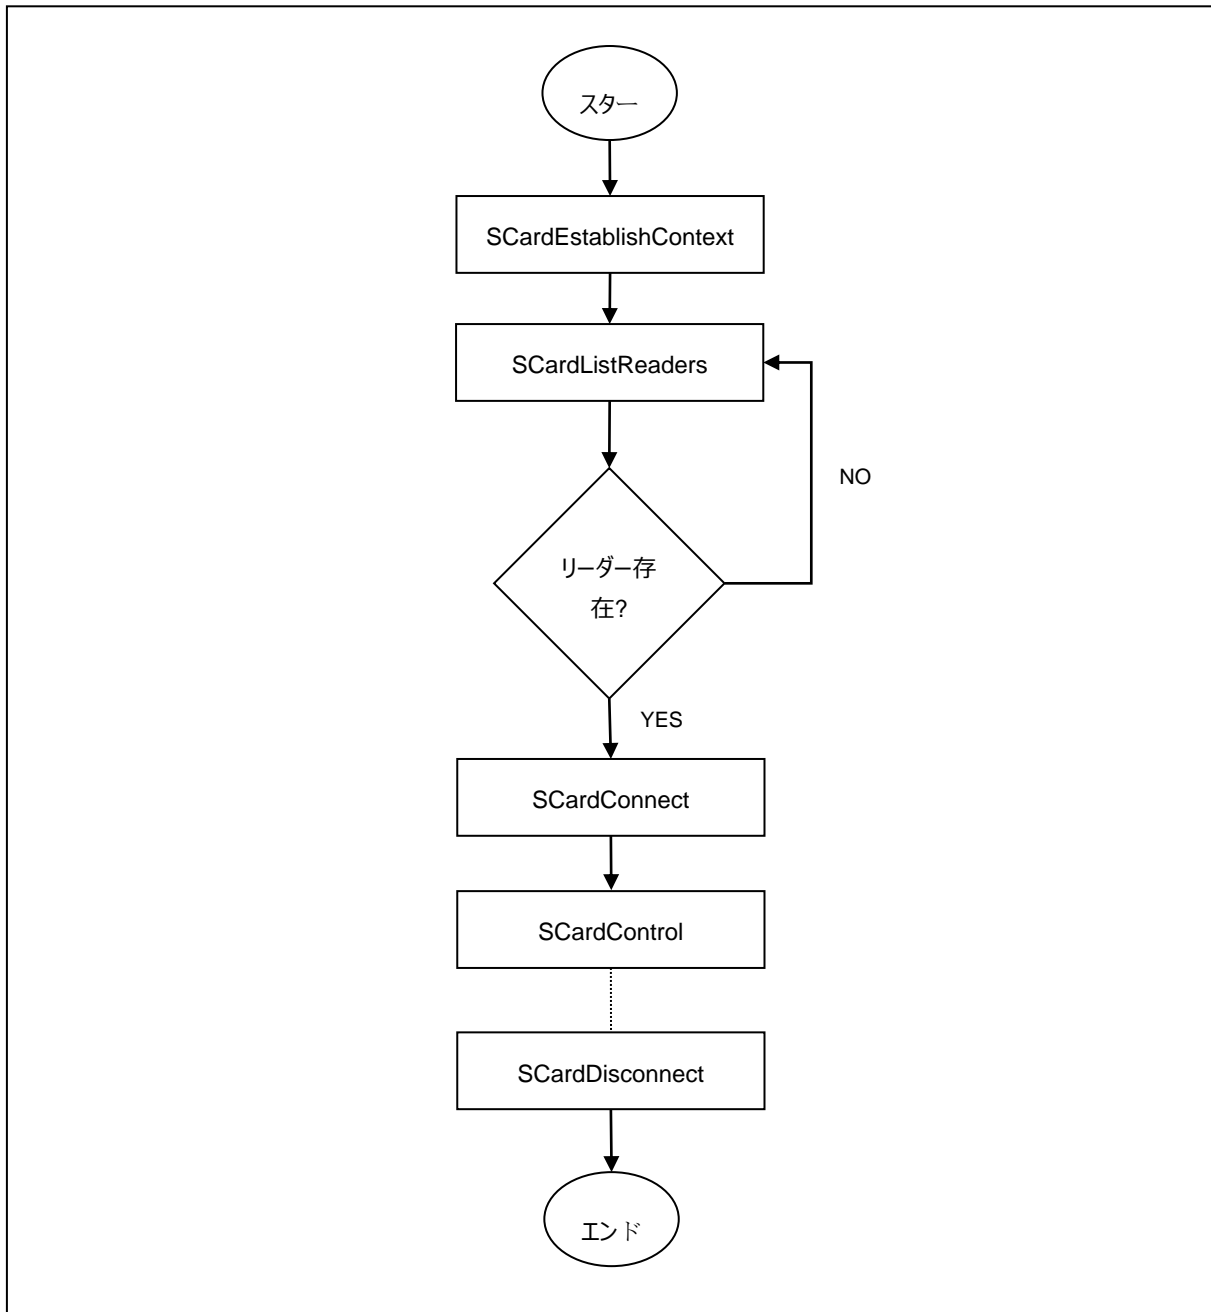 スター
SCardEstablishContext
SCardListReaders
NO
リーダー存
在?
YES
SCardConnect
SCardControl
SCardDisconnect
エンド